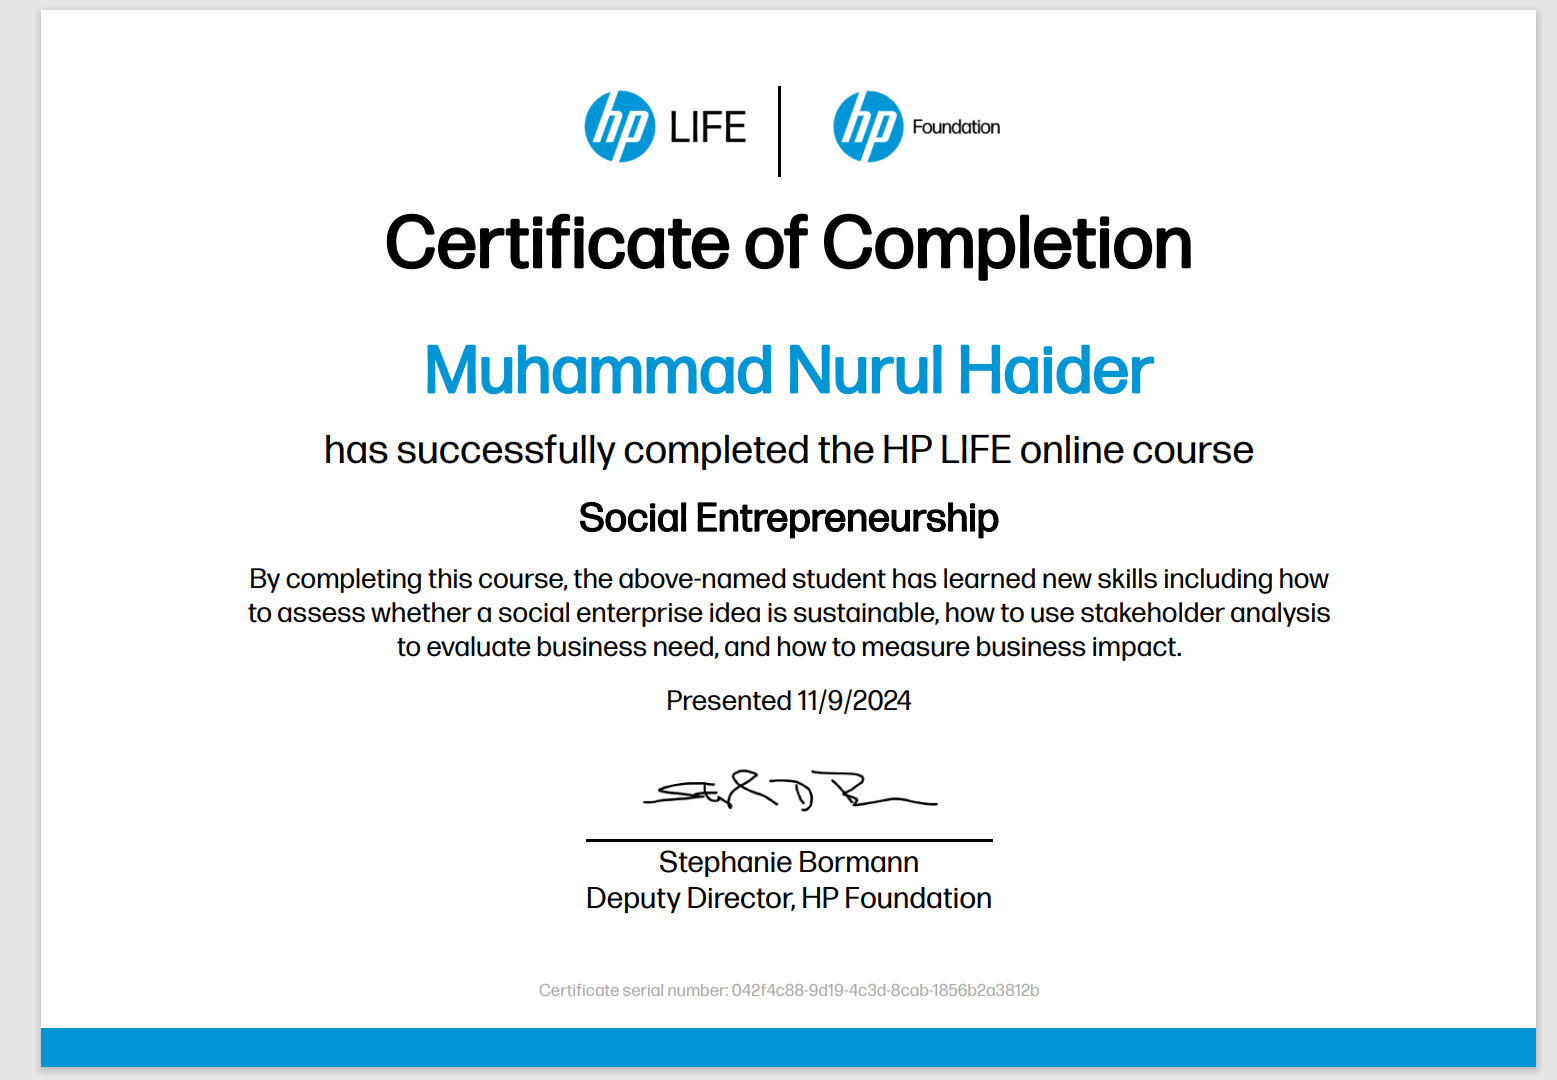 hp LIFE | hp Foundation
Certificate of Completion
Muhammad Nurul Haider
has successfully completed the HP LIFE online course
Social Entrepreneurship
By completing this course, the above-named student has learned new skills including how
to assess whether a social enterprise idea is sustainable, how to use stakeholder analysis
to evaluate business need, and how to measure business impact.
Presented 11/9/2024
Stephanie Bormann
Deputy Director, HP Foundation
Certificate serial number: 042f4c88-9d19-4c3d-8cab-1856b2a3812b